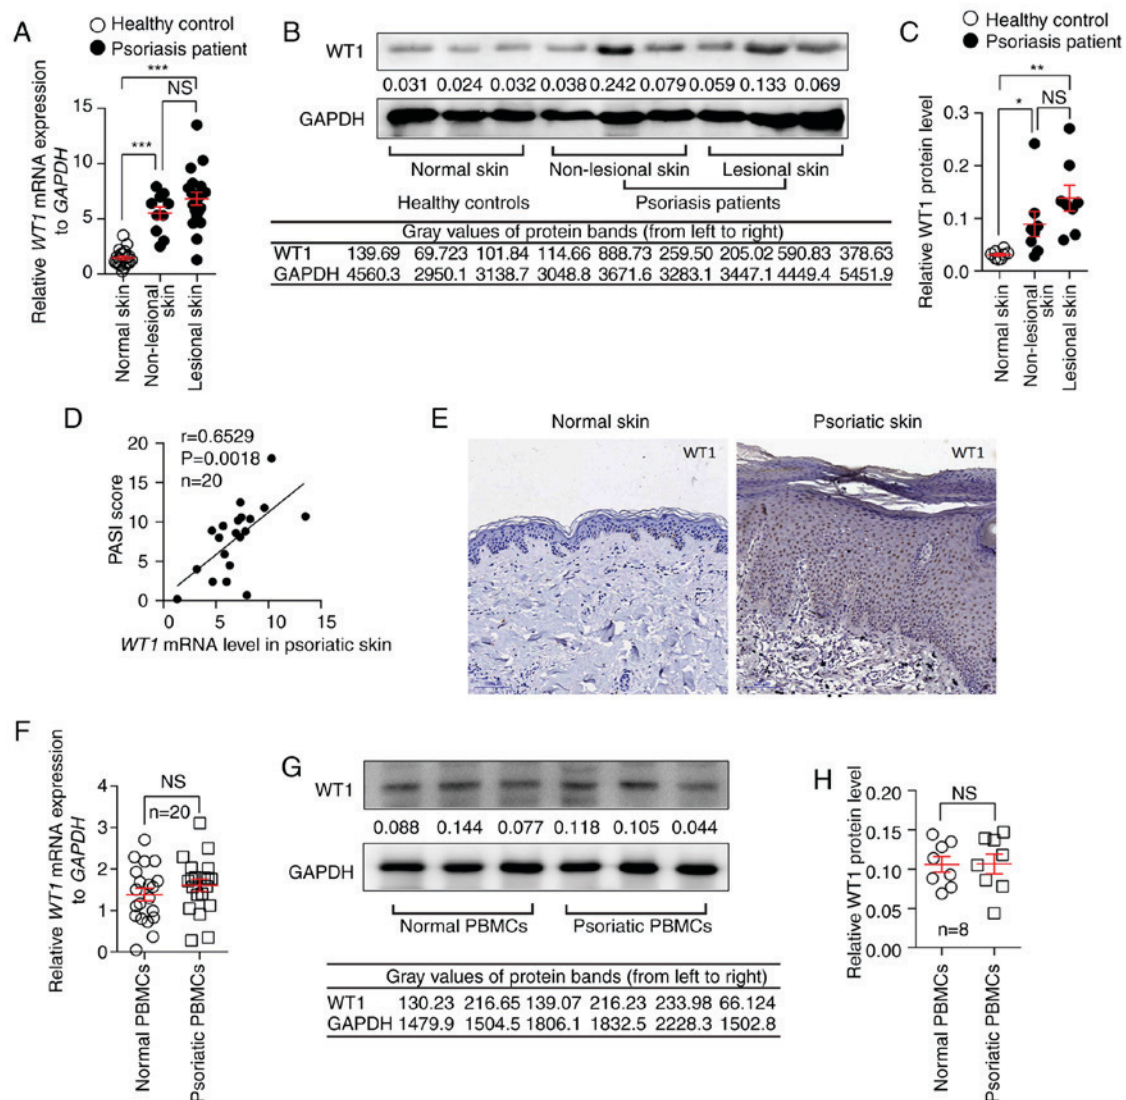 A
Healthy control
Psoriasis patient
***
NS
***
15
10
5
0
Relative WT1 mRNA expression
to GAPDH
Normal skin
Non-lesional
skin
Lesional skin
B
WT1
0.031 0.024 0.032 0.038 0.242 0.079 0.059 0.133 0.069
GAPDH
Normal skin Non-lesional skin Lesional skin
Healthy controls Psoriasis patients
Gray values of protein bands (from left to right)
WT1 139.69 69.723 101.84 114.66 888.73 259.50 205.02 590.83 378.63
GAPDH 4560.3 2950.1 3138.7 3048.8 3671.6 3283.1 3447.1 4449.4 5451.9
C
Healthy control
Psoriasis patient
**
NS
*
0.3
0.2
0.1
0.0
Relative WT1 protein level
Normal skin
Non-lesional
skin
Lesional skin
D
r=0.6529
P=0.0018
n=20
20
15
10
5
0
PASI score
0 5 10 15
WT1 mRNA level in psoriatic skin
E
Normal skin Psoriatic skin
WT1 WT1
F
NS
n=20
4
3
2
1
0
Relative WT1 mRNA expression
to GAPDH
Normal PBMCs
Psoriatic PBMCs
G
WT1
0.088 0.144 0.077 0.118 0.105 0.044
GAPDH
Normal PBMCs Psoriatic PBMCs
Gray values of protein bands (from left to right)
WT1 130.23 216.65 139.07 216.23 233.98 66.124
GAPDH 1479.9 1504.5 1806.1 1832.5 2228.3 1502.8
H
NS
0.20
0.15
0.10
0.05
0.00
n=8
Relative WT1 protein level
Normal PBMCs
Psoriatic PBMCs